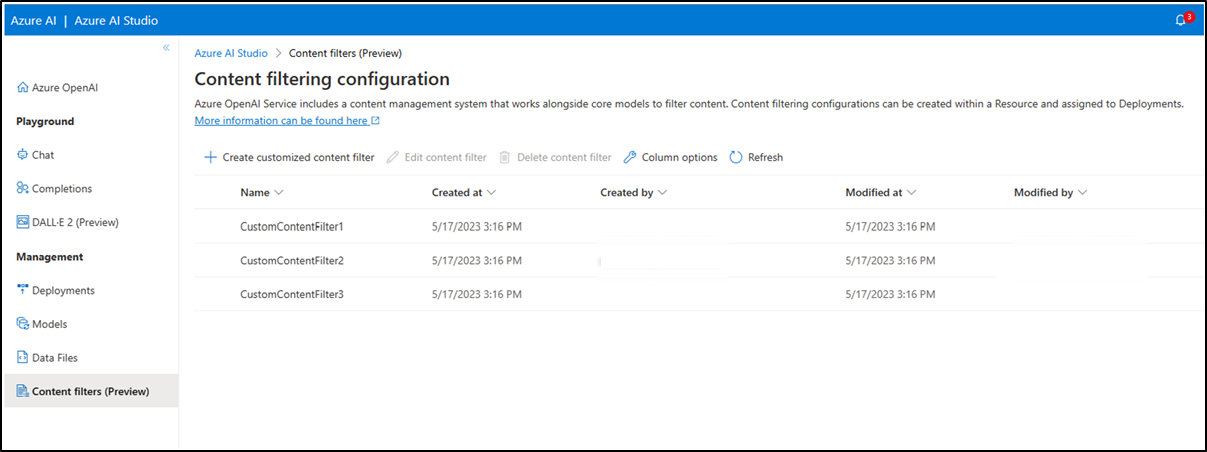 Azure AI | Azure AI Studio
3
Azure AI Studio > Content filters (Preview)
Content filtering configuration
Azure OpenAI Service includes a content management system that works alongside core models to filter content. Content filtering configurations can be created within a Resource and assigned to Deployments.
More information can be found here
Create customized content filter Edit content filter Delete content filter Column options Refresh
Name Created at Created by Modified at Modified by
CustomContentFilter1 5/17/2023 3:16 PM 5/17/2023 3:16 PM
CustomContentFilter2 5/17/2023 3:16 PM 5/17/2023 3:16 PM
CustomContentFilter3 5/17/2023 3:16 PM 5/17/2023 3:16 PM
Azure OpenAI
Playground
Chat
Completions
DALL·E 2 (Preview)
Management
Deployments
Models
Data Files
Content filters (Preview)